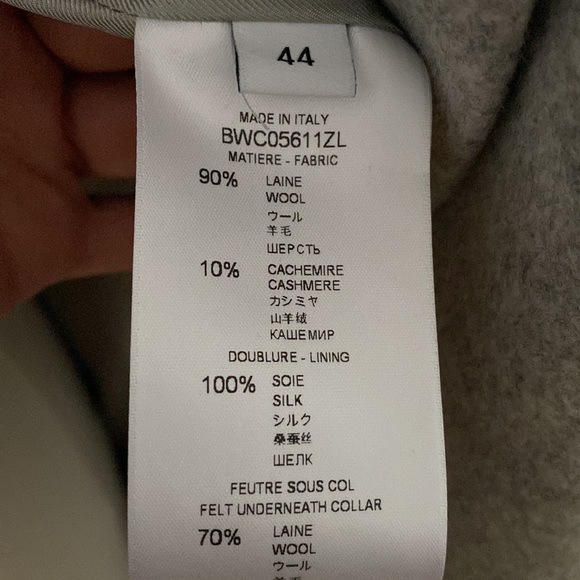 44
MADE IN ITALY
BWC05611ZL
MATIERE - FABRIC
90% LAINE
WOOL
ウール
羊毛
ШЕРСТЬ
10% CACHEMIRE
CASHMERE
カシミヤ
山羊绒
КАШЕМИР
DOUBLURE - LINING
100% SOIE
SILK
シルク
桑蚕丝
ШЕЛК
FEUTRE SOUS COL
FELT UNDERNEATH COLLAR
70% LAINE
WOOL
ウール
羊毛